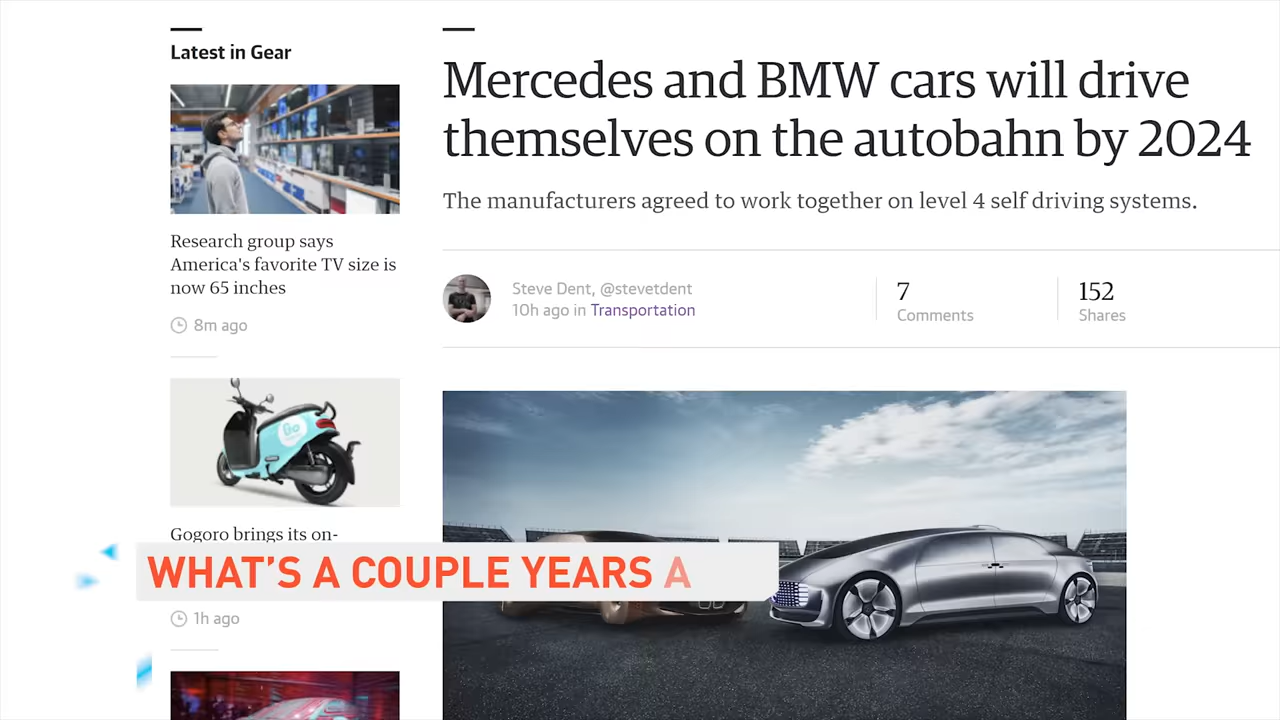 Latest in Gear
Research group says
America's favorite TV size is
now 65 inches
8m ago
Go
Gogoro brings its on-
1h ago
Mercedes and BMW cars will drive
themselves on the autobahn by 2024
The manufacturers agreed to work together on level 4 self driving systems.
Steve Dent, @stevetdent
10h ago in Transportation
7
Comments
152
Shares
WHAT'S A COUPLE YEARS A